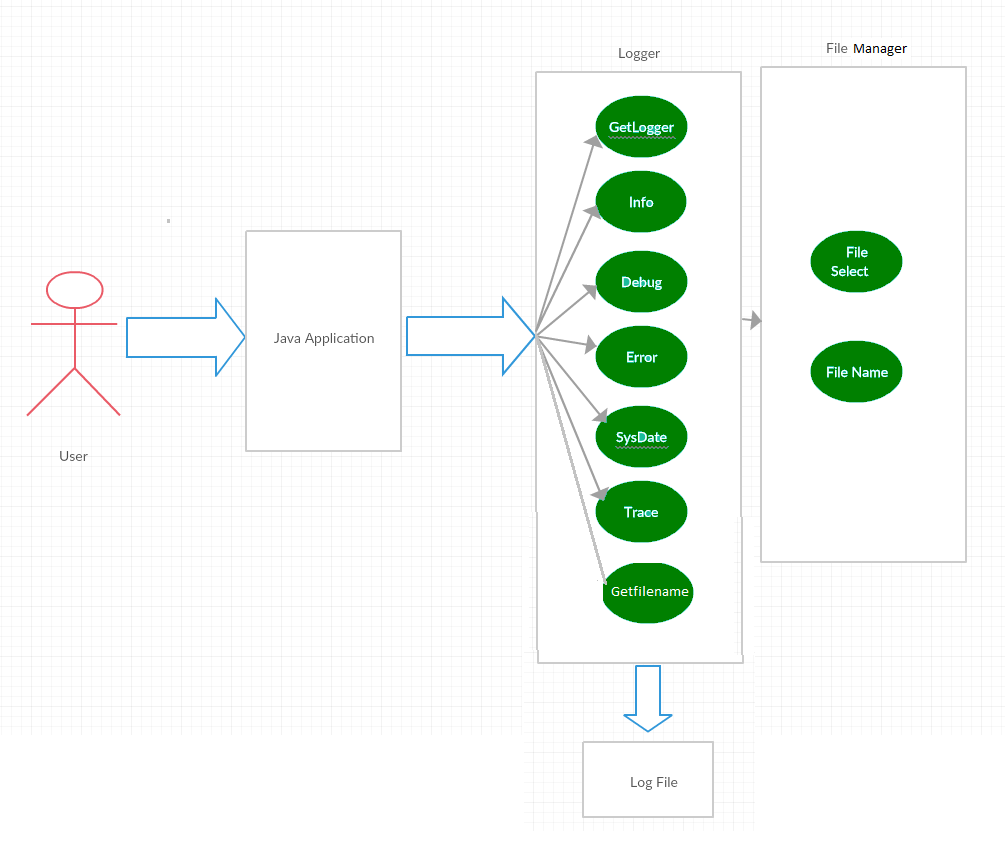 Logger
File Manager
GetLogger
Info
Debug
Error
SysDate
Trace
Getfilename
File
Select
File Name
Java Application
User
Log File